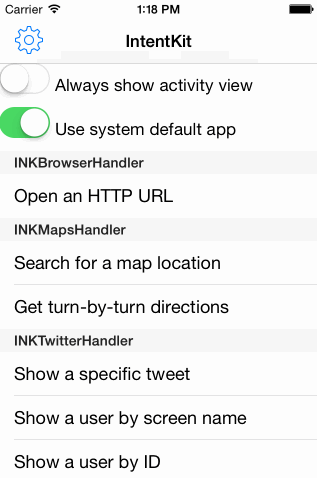 Carrier 1:18 PM
IntentKit
Always show activity view
Use system default app
INKBrowserHandler
Open an HTTP URL
INKMapsHandler
Search for a map location
Get turn-by-turn directions
INKTwitterHandler
Show a specific tweet
Show a user by screen name
Show a user by ID